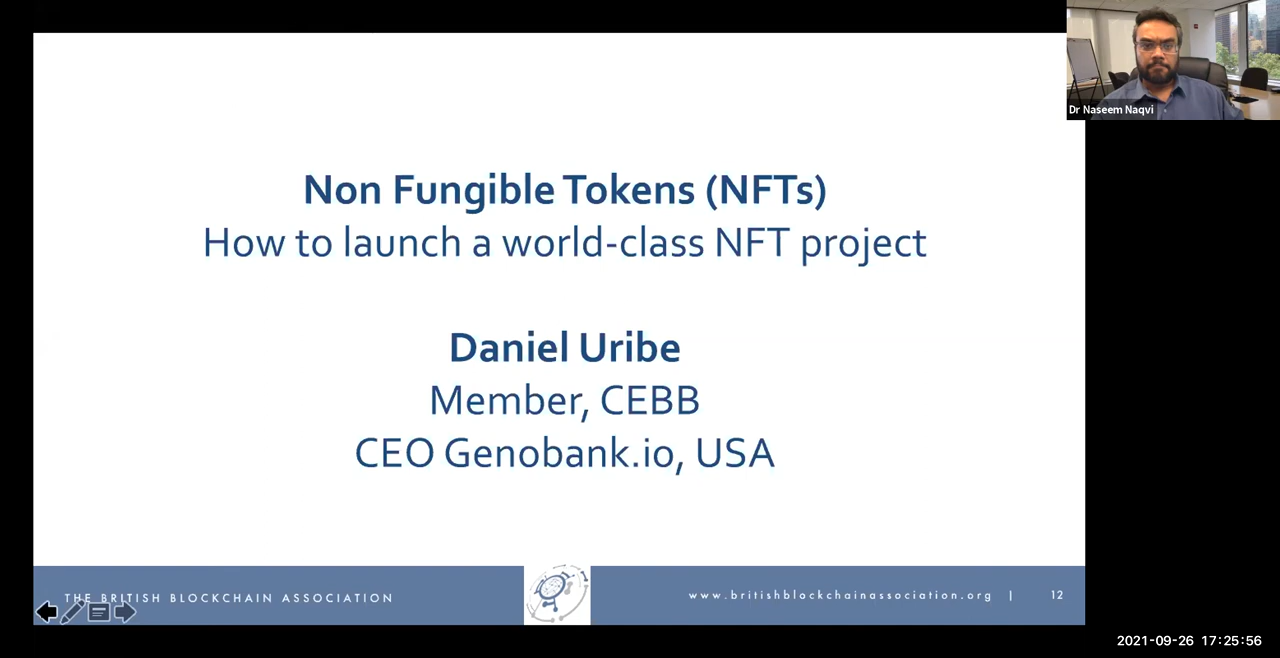 Dr Naseem Naqvi
Non Fungible Tokens (NFTs)
How to launch a world-class NFT project
Daniel Uribe
Member, CEBB
CEO Genobank.io, USA
THE BRITISH BLOCKCHAIN ASSOCIATION
www.britishblockchainassociation.org | 12
2021-09-26 17:25:56